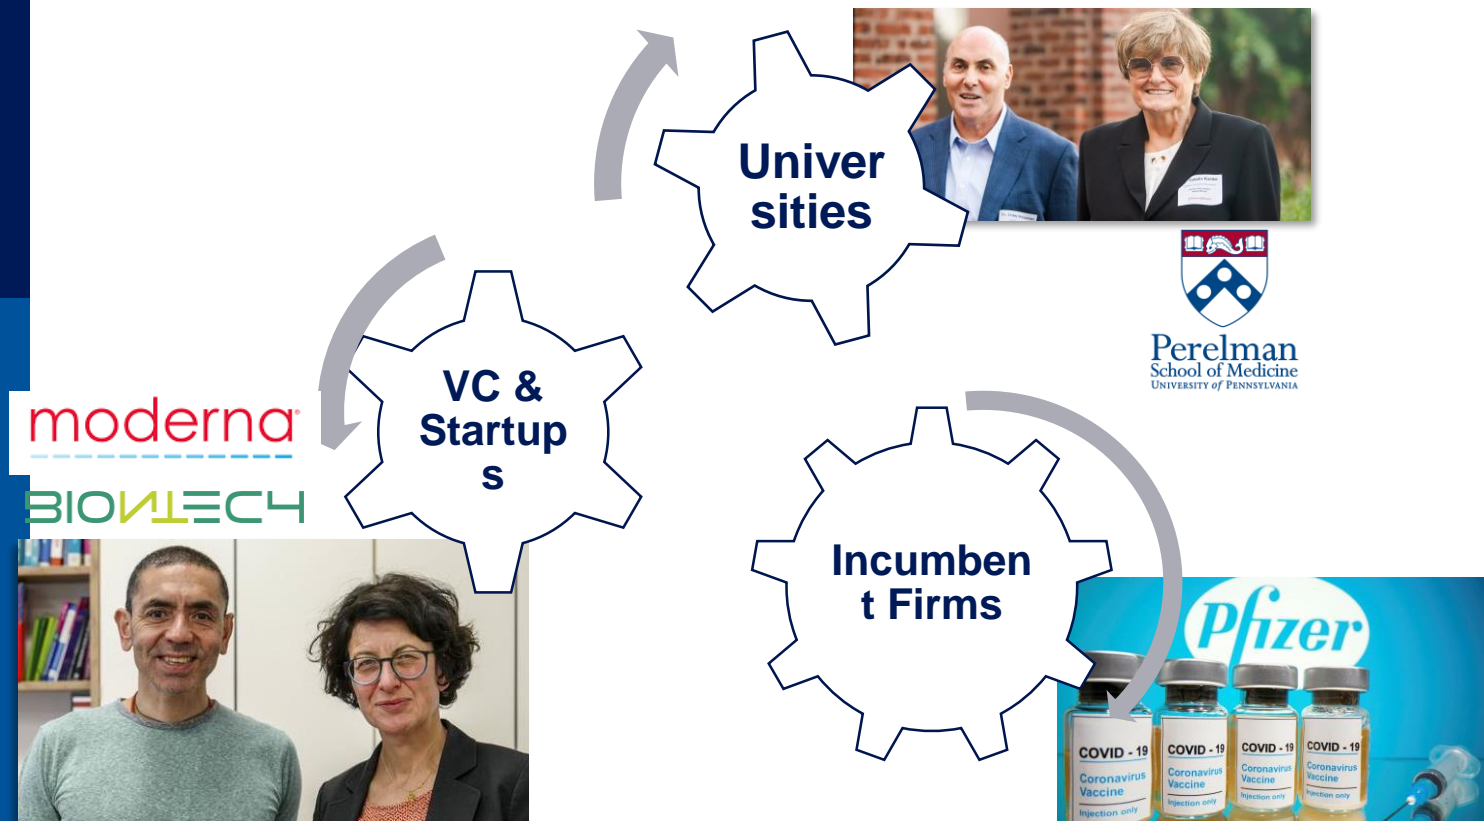 Univer
sities
Perelman
School of Medicine
UNIVERSITY of PENNSYLVANIA
VC &
Startup
s
moderna
BIONTECH
Incumben
t Firms
Pfizer
COVID - 19
Coronavirus
Vaccine
Injection only
COVID - 19
Coronavirus
Vaccine
Injection only
COVID - 19
Coronavirus
Vaccine
Injection only
COVID - 19
Coronavirus
Vaccine
Injection only